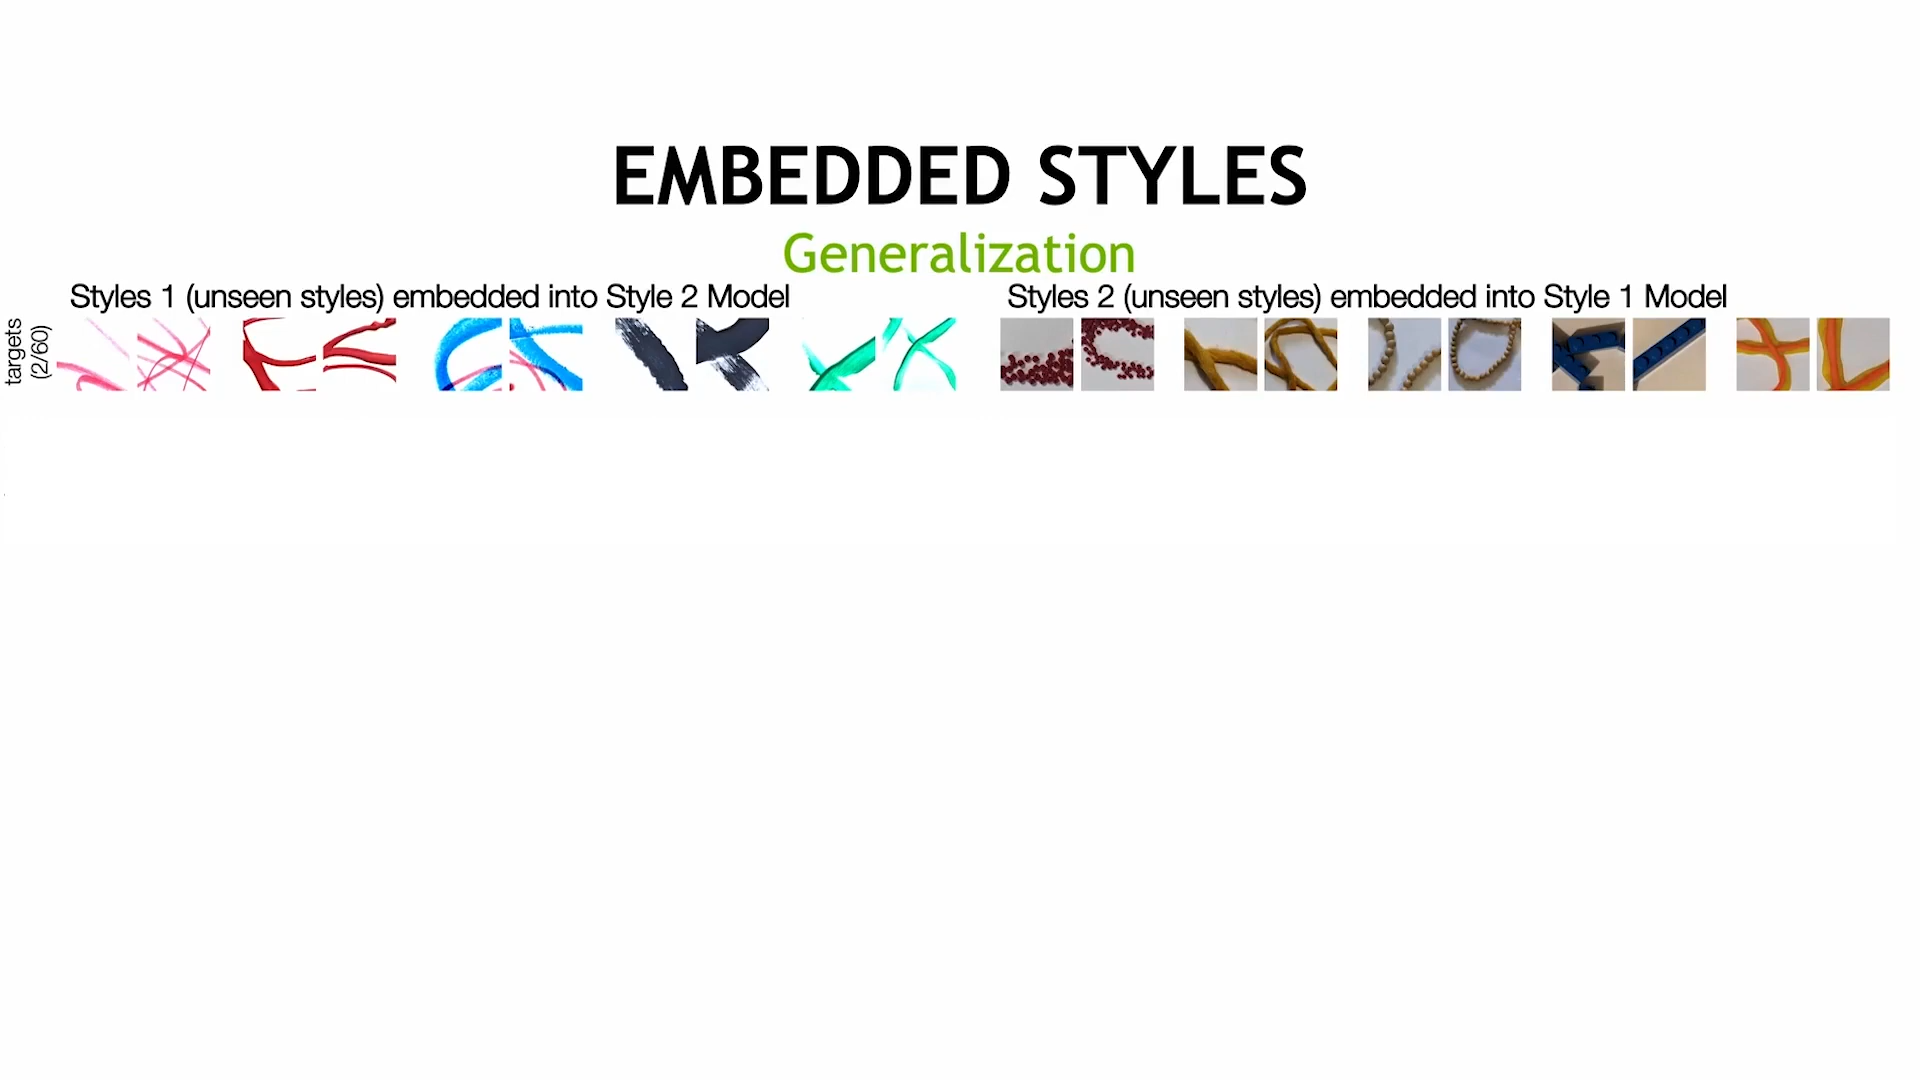 EMBEDDED STYLES
Generalization
Styles 1 (unseen styles) embedded into Style 2 Model
Styles 2 (unseen styles) embedded into Style 1 Model
targets
(2/60)